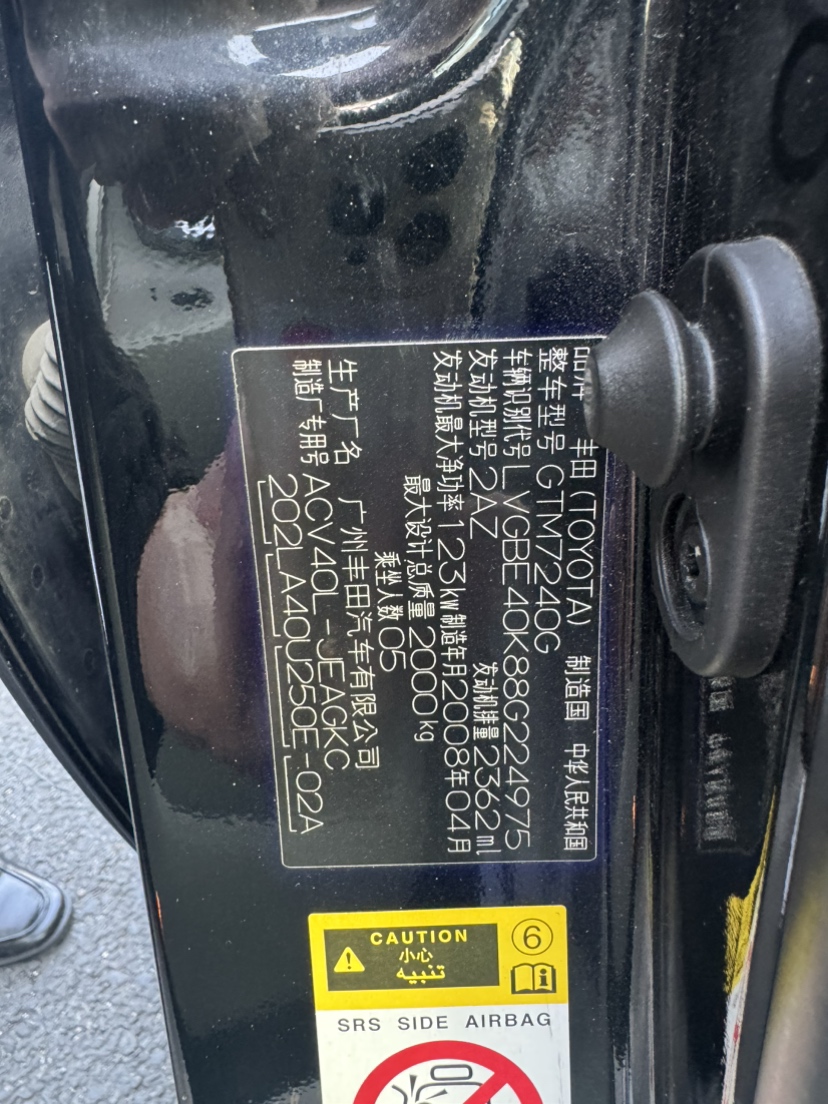 品牌 丰田(TOYOTA) 制造国 中华人民共和国
整车型号 GTM7240G
车辆识别代号 LVGBE40K88G224975
发动机型号 2AZ 发动机排量 2362ml
发动机最大净功率 123kw 制造年月 2008年04月
最大设计总质量 2000kg
乘坐人数 05
生产厂名 广州丰田汽车有限公司
制造厂专用号 ACV40L-JEAGKC
202LA40U250E-02A
CAUTION
小心
تنبيه
6
SRS SIDE AIRBAG